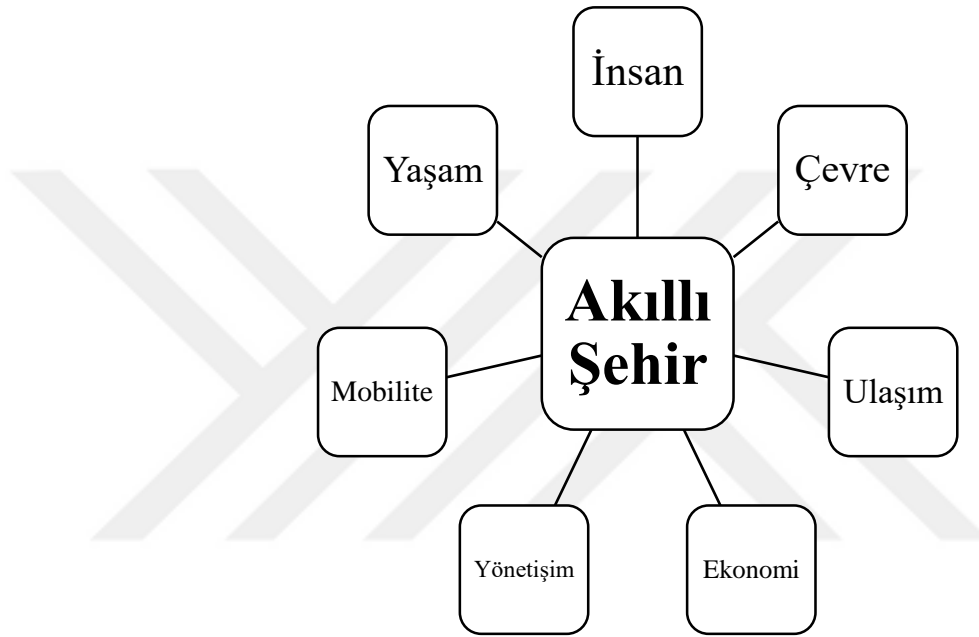 İnsan
Çevre
Ulaşım
Ekonomi
Yönetişim
Mobilite
Yaşam
Akıllı
Şehir